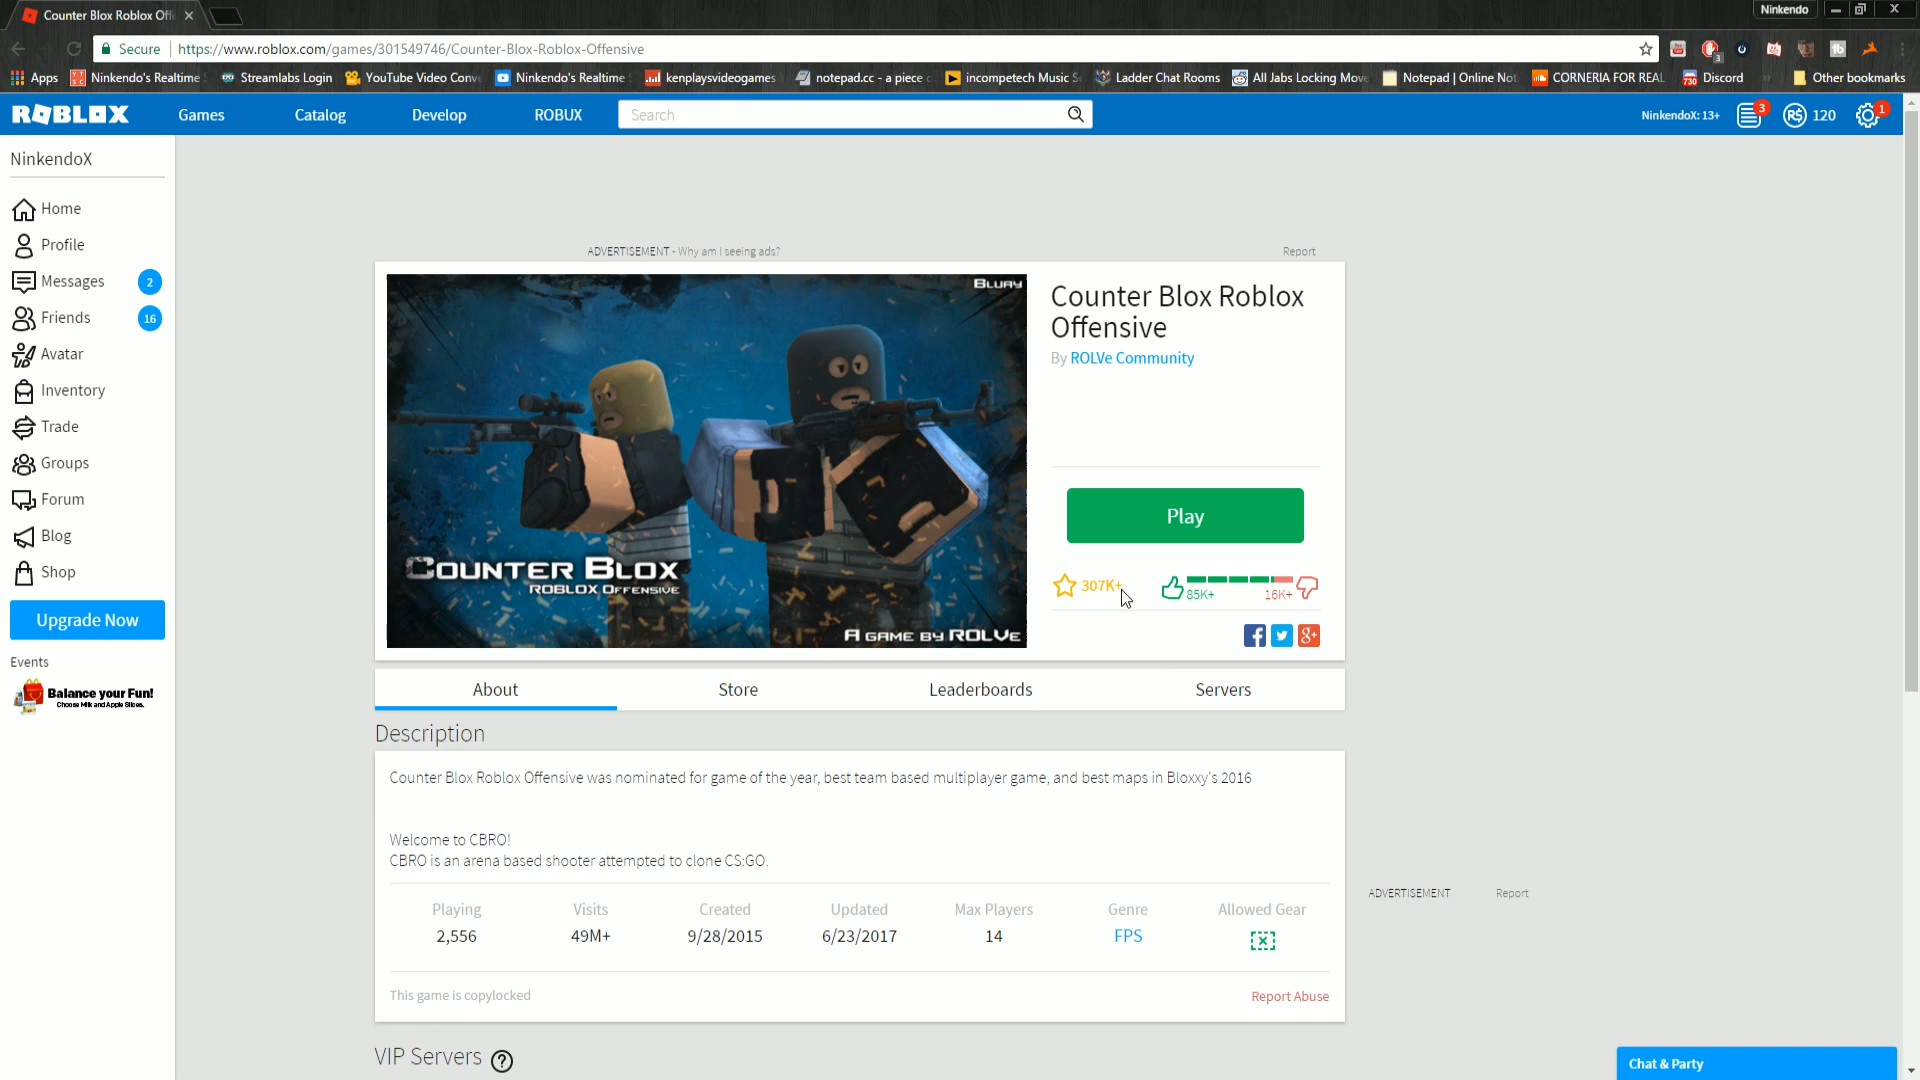 Counter Blox Roblox Off
Ninkendo
Secure
https://www.roblox.com/games/301549746/Counter-Blox-Roblox-Offensive
Apps
Ninkendo's Realtime
Streamlabs Login
YouTube Video Conv
Ninkendo's Realtime
kenplaysvideogames
notepad.cc - a piece
incompetech Music S
Ladder Chat Rooms
All Jabs Locking Move
Notepad | Online Not
CORNERIA FOR REAL
Discord
Other bookmarks
ROBLOX
Games
Catalog
Develop
ROBUX
Search
NinkendoX: 13+
3
R$ 120
1
NinkendoX
Home
Profile
Messages 2
Friends 16
Avatar
Inventory
Trade
Groups
Forum
Blog
Shop
Upgrade Now
Events
Balance your Fun!
Choose Milk and Apple Slices.
ADVERTISEMENT - Why am I seeing ads?
Report
Bluay
Counter Blox
ROBLOX Offensive
A game by ROLVe
Counter Blox Roblox
Offensive
By ROLVe Community
Play
307K+
85K+
16K+
About
Store
Leaderboards
Servers
Description
Counter Blox Roblox Offensive was nominated for game of the year, best team based multiplayer game, and best maps in Bloxxy's 2016
Welcome to CBRO!
CBRO is an arena based shooter attempted to clone CS:GO.
Playing
Visits
Created
Updated
Max Players
Genre
Allowed Gear
2,556
49M+
9/28/2015
6/23/2017
14
FPS
This game is copylocked
Report Abuse
ADVERTISEMENT
Report
VIP Servers
Chat & Party